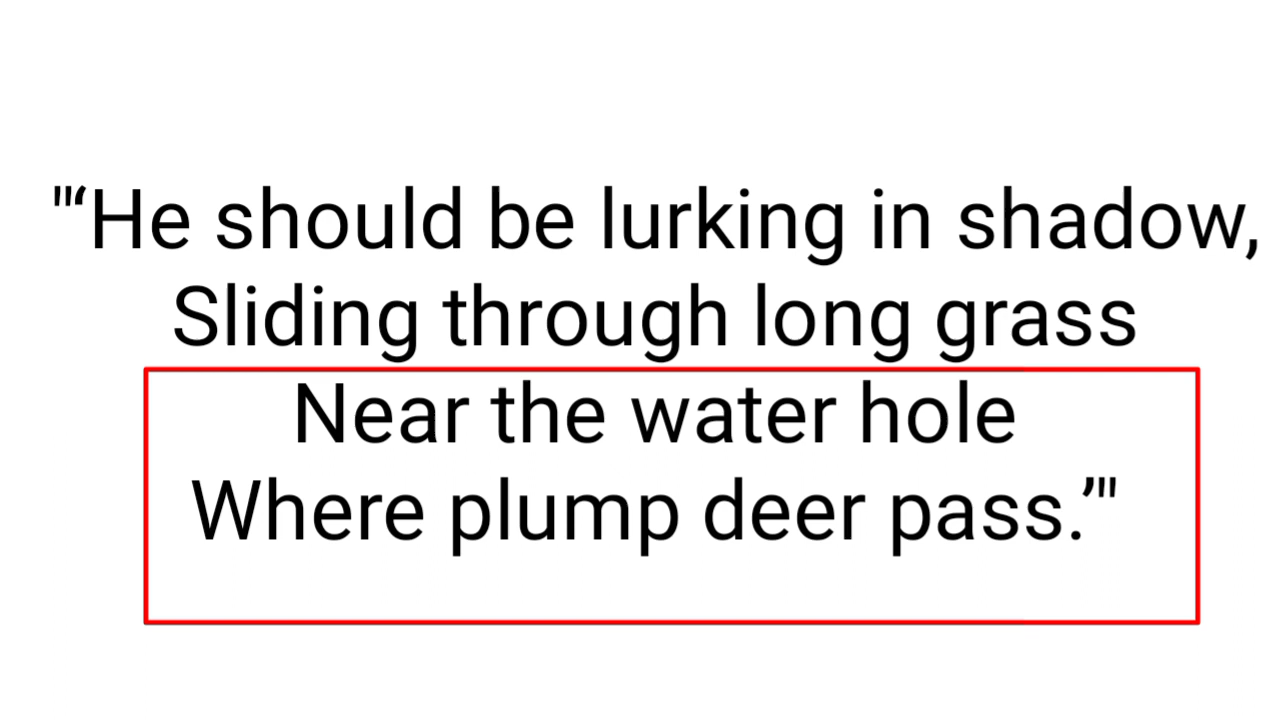 "‘He should be lurking in shadow,
Sliding through long grass
Near the water hole
Where plump deer pass.’"